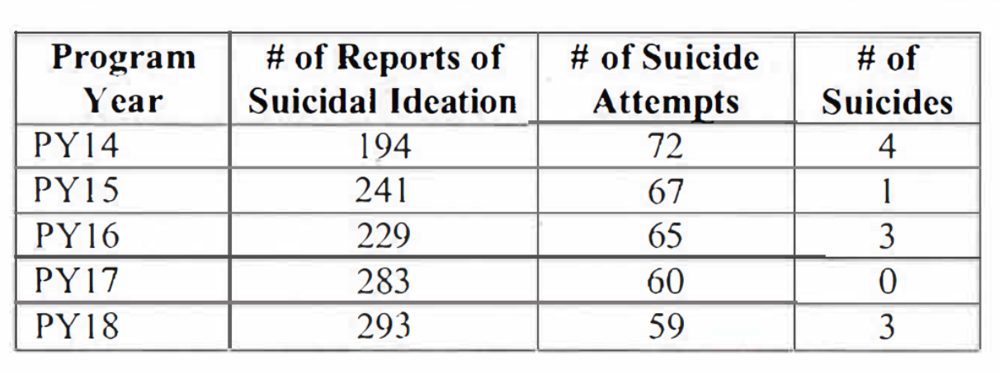 Program Year # of Reports of Suicidal Ideation # of Suicide Attempts # of Suicides
PY14 194 72 4
PY15 241 67 1
PY16 229 65 3
PY17 283 60 0
PY18 293 59 3